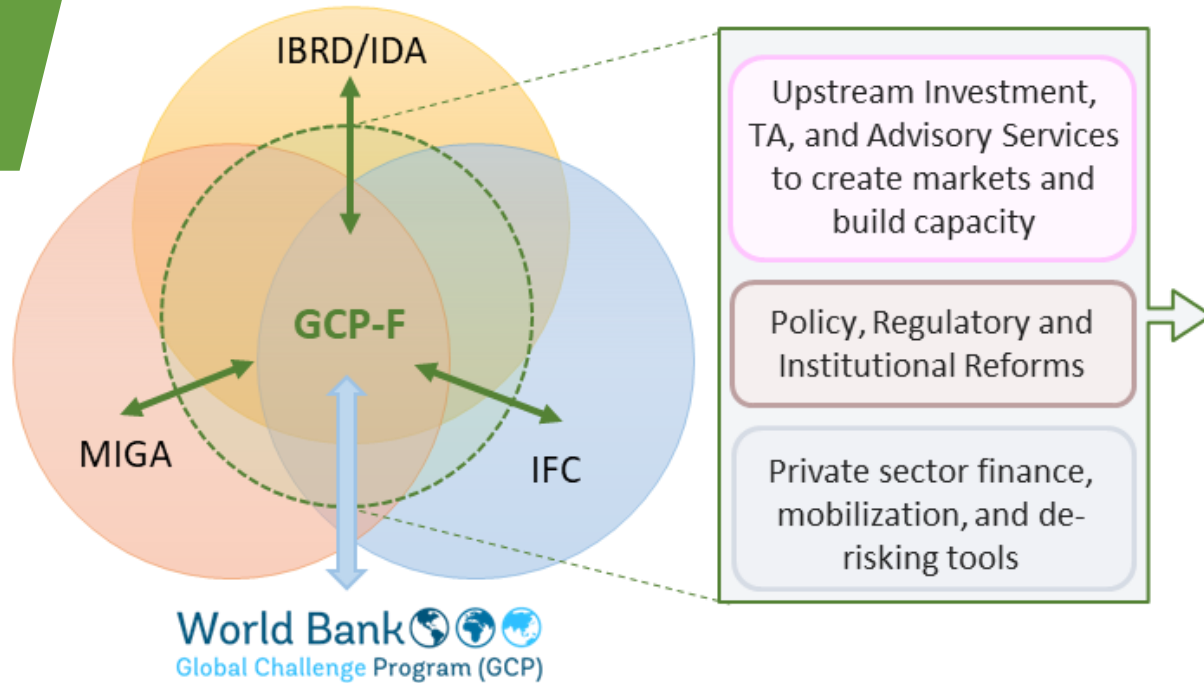 IBRD/IDA
GCP-F
MIGA
IFC
World Bank
Global Challenge Program (GCP)
Upstream Investment,
TA, and Advisory Services
to create markets and
build capacity
Policy, Regulatory and
Institutional Reforms
Private sector finance,
mobilization, and de-
risking tools